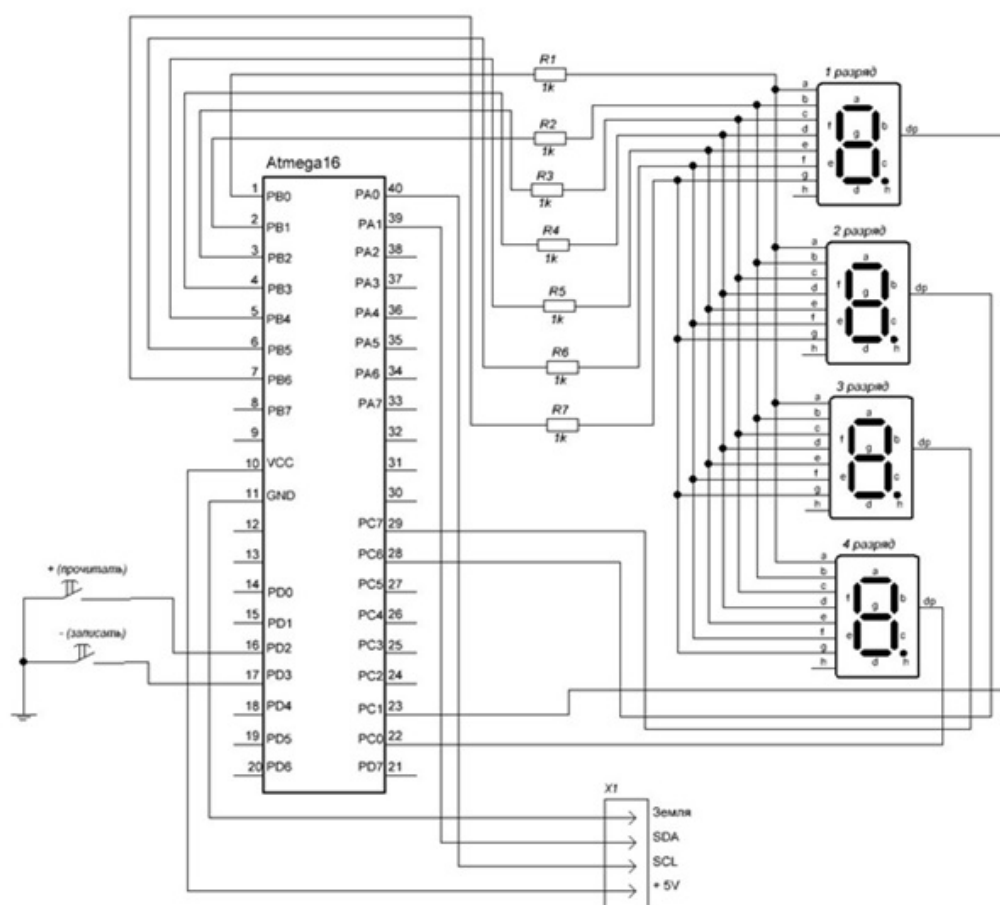 R1
1k
R2
1k
R3
1k
R4
1k
R5
1k
R6
1k
R7
1k
Atmega16
1 PB0 PA0 40
2 PB1 PA1 39
3 PB2 PA2 38
4 PB3 PA3 37
5 PB4 PA4 36
6 PB5 PA5 35
7 PB6 PA6 34
8 PB7 PA7 33
9 32
10 VCC 31
11 GND 30
12 PC7 29
13 PC6 28
14 PD0 PC5 27
15 PD1 PC4 26
16 PD2 PC3 25
17 PD3 PC2 24
18 PD4 PC1 23
19 PD5 PC0 22
20 PD6 PD7 21
+ (прочитать)
- (записать)
1 разряд
a
b
c
d
e
f
g
h
a
f g b
e c
d h
dp
2 разряд
a
b
c
d
e
f
g
h
a
f g b
e c
d h
dp
3 разряд
a
b
c
d
e
f
g
h
a
f g b
e c
d h
dp
4 разряд
a
b
c
d
e
f
g
h
a
f g b
e c
d h
dp
X1
Земля
SDA
SCL
+ 5V